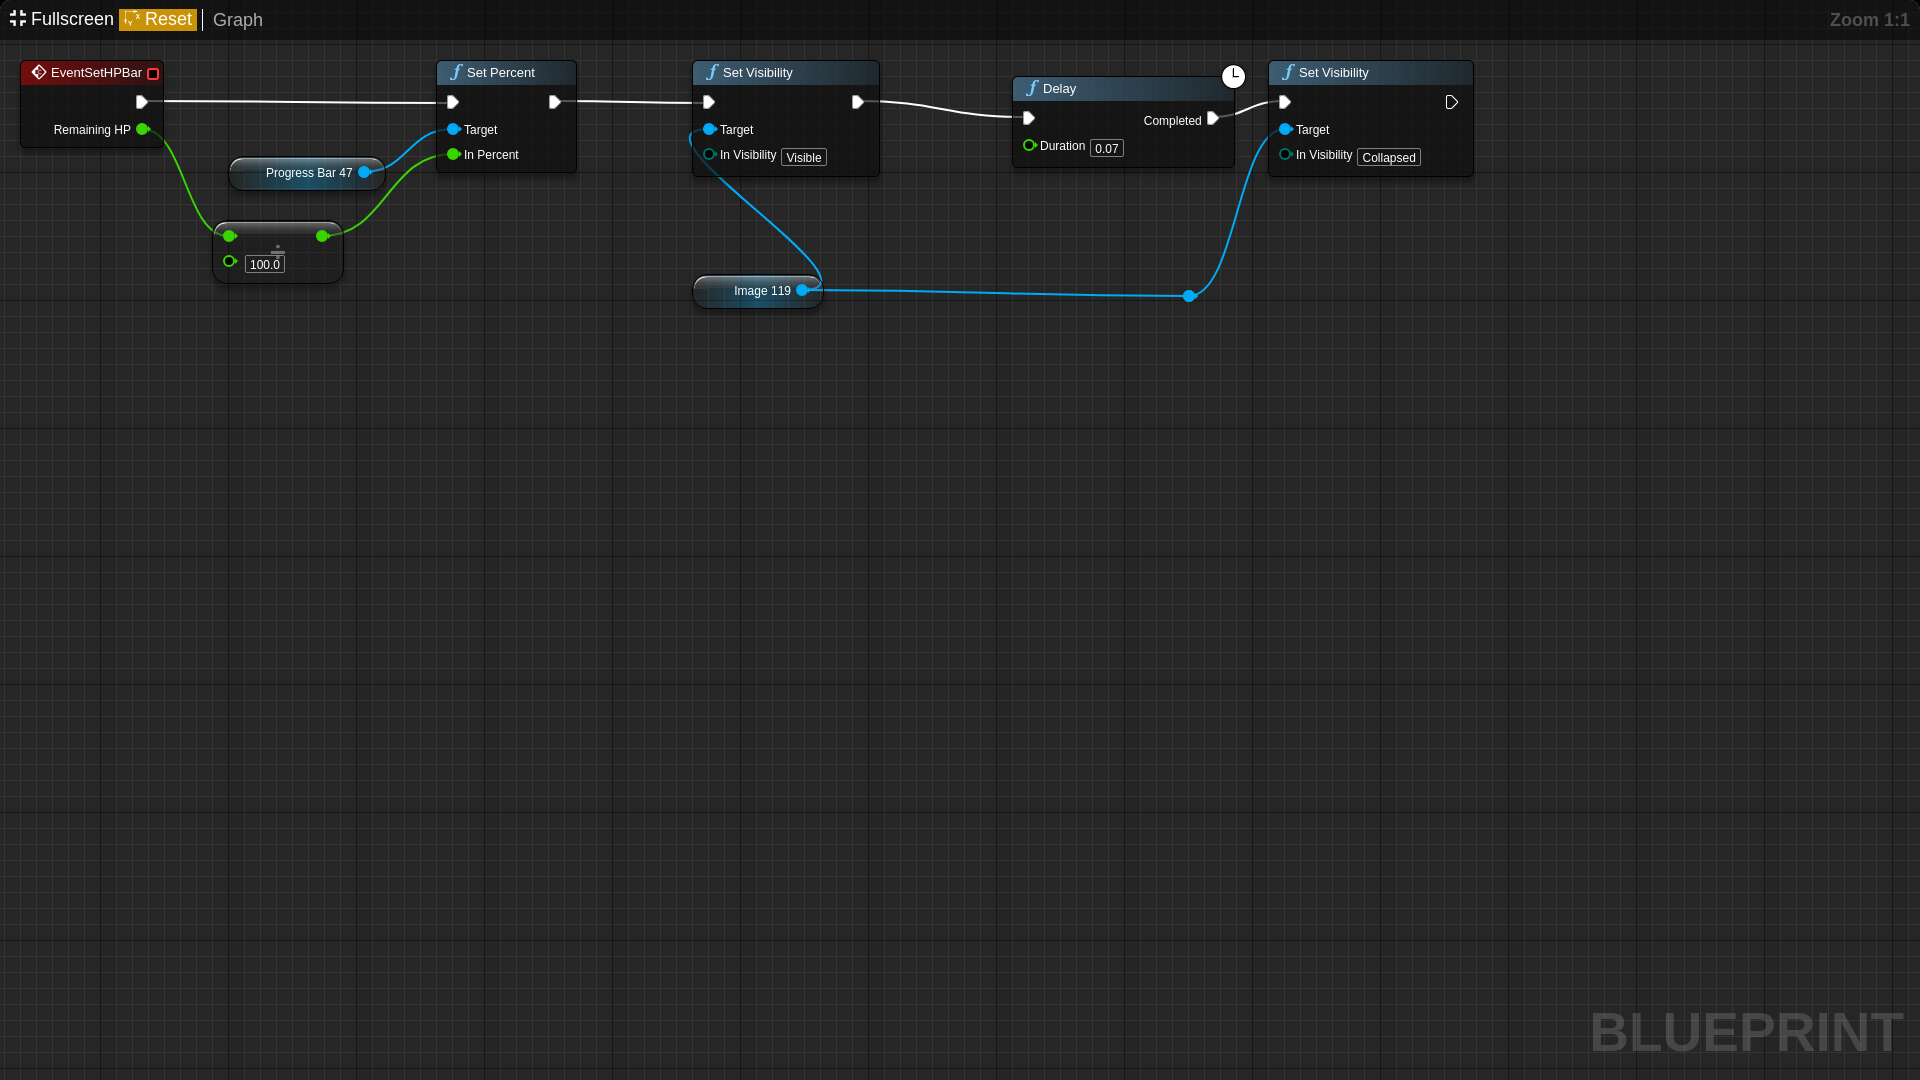 Fullscreen Reset Graph Zoom 1:1
EventSetHPBar
Remaining HP
Progress Bar 47
100.0
Set Percent
Target
In Percent
Set Visibility
Target
In Visibility Visible
Image 119
Delay
Completed
Duration 0.07
Set Visibility
Target
In Visibility Collapsed
BLUEPRINT